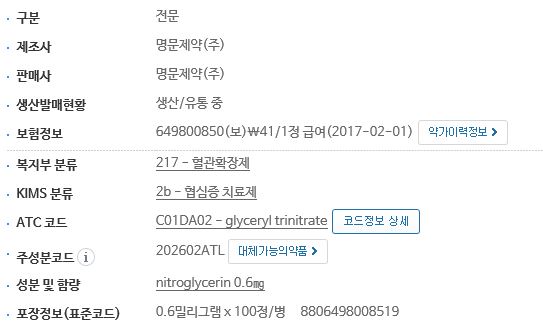 · 구분 전문
· 제조사 명문제약(주)
· 판매사 명문제약(주)
· 생산발매현황 생산/유통 중
· 보험정보 649800850(보)₩41/1정 급여(2017-02-01) 약가이력정보 >
· 복지부 분류 217 - 혈관확장제
· KIMS 분류 2b - 협심증 치료제
· ATC 코드 C01DA02 - glyceryl trinitrate 코드정보 상세
· 주성분코드 i 202602ATL 대체가능의약품 >
· 성분 및 함량 nitroglycerin 0.6㎎
· 포장정보(표준코드) 0.6밀리그램 x 100정/병 8806498008519